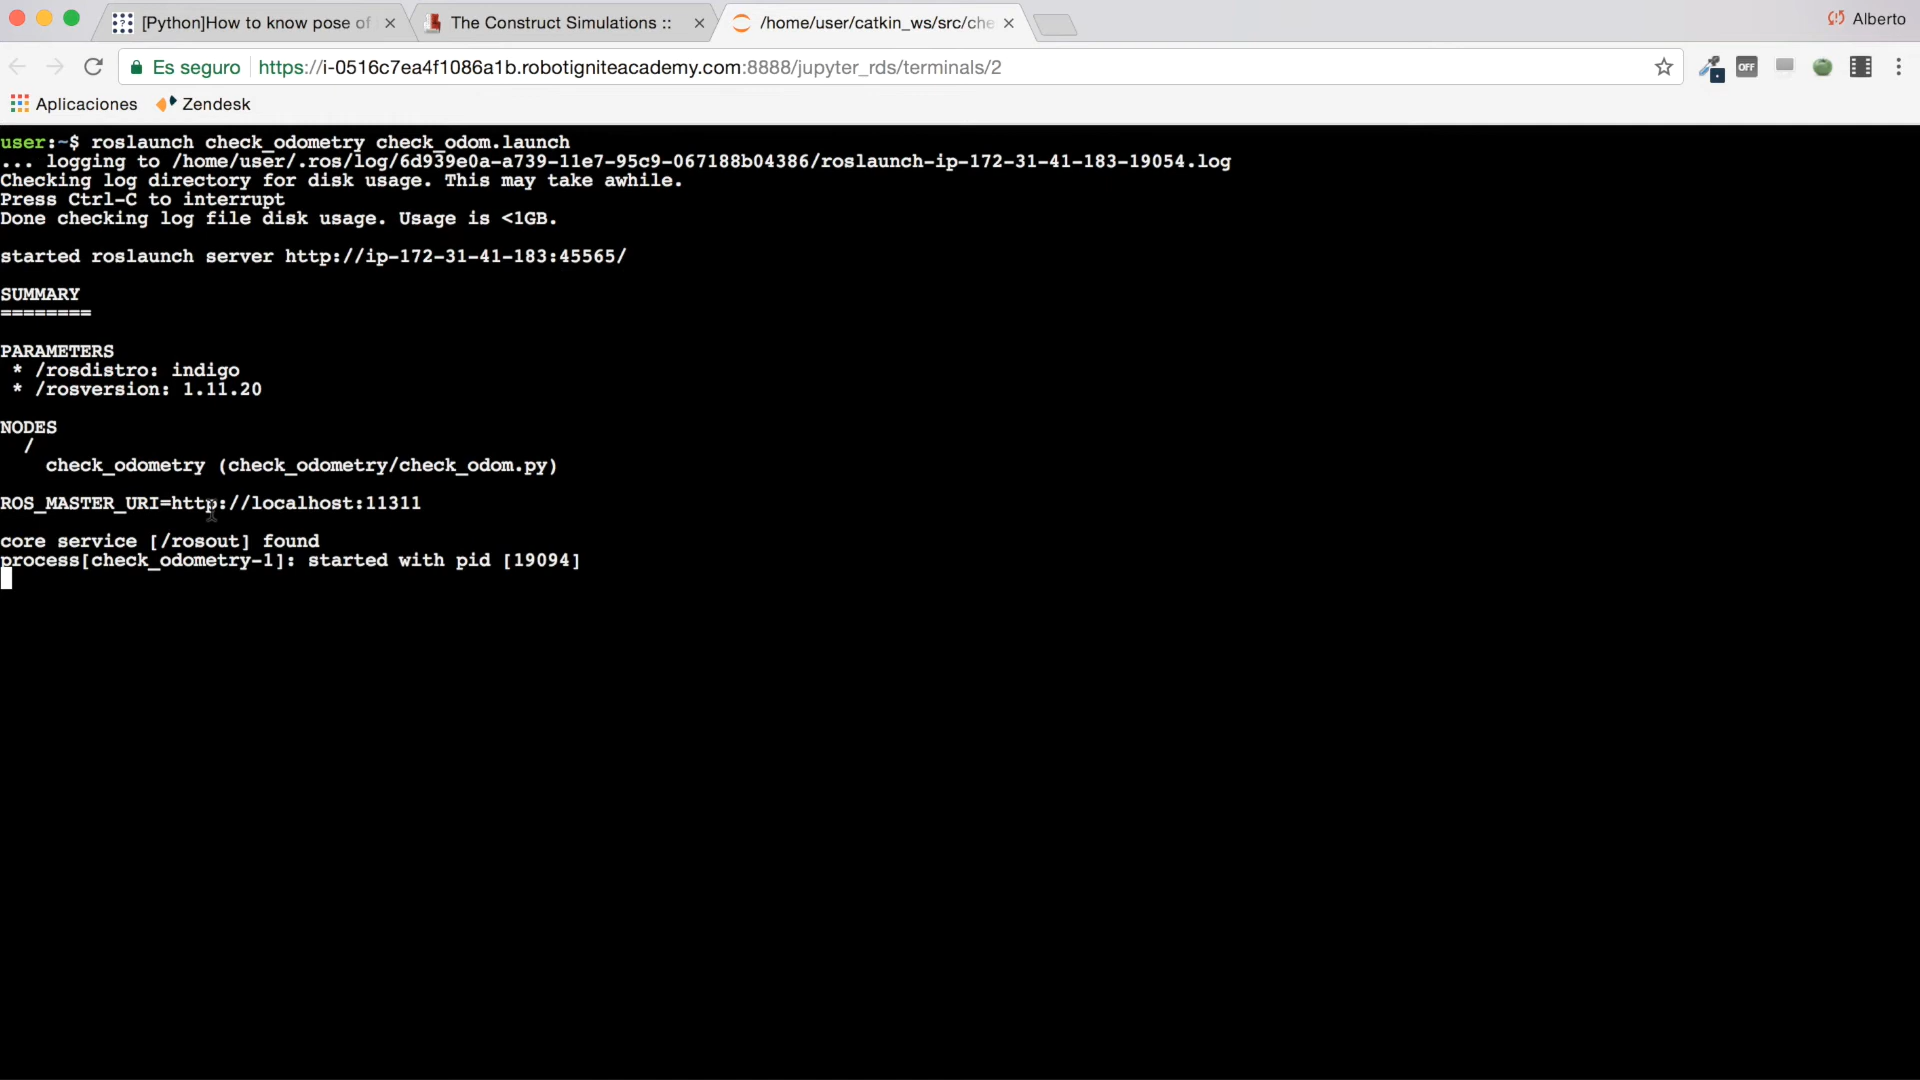 [Python]How to know pose of
The Construct Simulations ::
/home/user/catkin_ws/src/che
Alberto
Es seguro
https://i-0516c7ea4f1086a1b.robotigniteacademy.com:8888/jupyter_rds/terminals/2
OFF
Aplicaciones
Zendesk
user:~$ roslaunch check_odometry check_odom.launch
... logging to /home/user/.ros/log/6d939e0a-a739-11e7-95c9-067188b04386/roslaunch-ip-172-31-41-183-19054.log
Checking log directory for disk usage. This may take awhile.
Press Ctrl-C to interrupt
Done checking log file disk usage. Usage is <1GB.
started roslaunch server http://ip-172-31-41-183:45565/
SUMMARY
========
PARAMETERS
* /rosdistro: indigo
* /rosversion: 1.11.20
NODES
/
check_odometry (check_odometry/check_odom.py)
ROS_MASTER_URI=http://localhost:11311
core service [/rosout] found
process[check_odometry-1]: started with pid [19094]